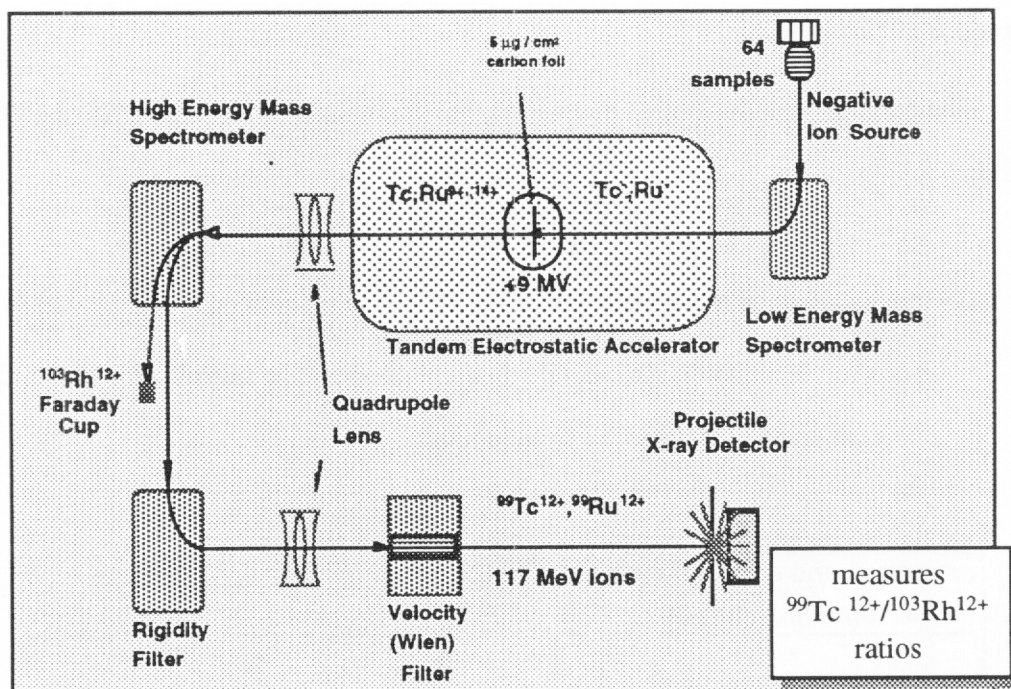 5 µg / cm²
carbon foil
64
samples
Negative
Ion Source
High Energy Mass
Spectrometer
Tc,Ru
Tc⁻,Ru
+9 MV
Low Energy Mass
Spectrometer
Tandem Electrostatic Accelerator
¹⁰³Rh¹²⁺
Faraday
Cup
Quadrupole
Lens
Projectile
X-ray Detector
⁹⁹Tc¹²⁺,⁹⁹Ru¹²⁺
117 MeV ions
Rigidity
Filter
Velocity
(Wien)
Filter
measures
⁹⁹Tc ¹²⁺/¹⁰³Rh¹²⁺
ratios